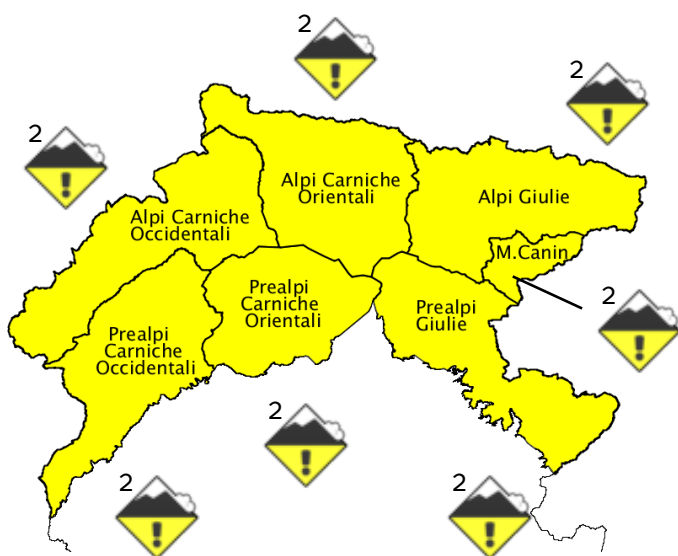 2
2
2
Alpi Carniche
Orientali
Alpi Giulie
Alpi Carniche
Occidentali
M.Canin
Prealpi
Carniche
Orientali
2
Prealpi
Giulie
Prealpi
Carniche
Occidentali
2
2
2